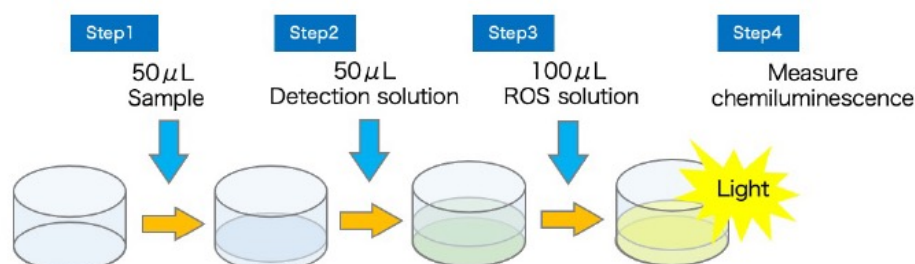 Step1
Step2
Step3
Step4
50μL
Sample
50μL
Detection solution
100μL
ROS solution
Measure
chemiluminescence
Light